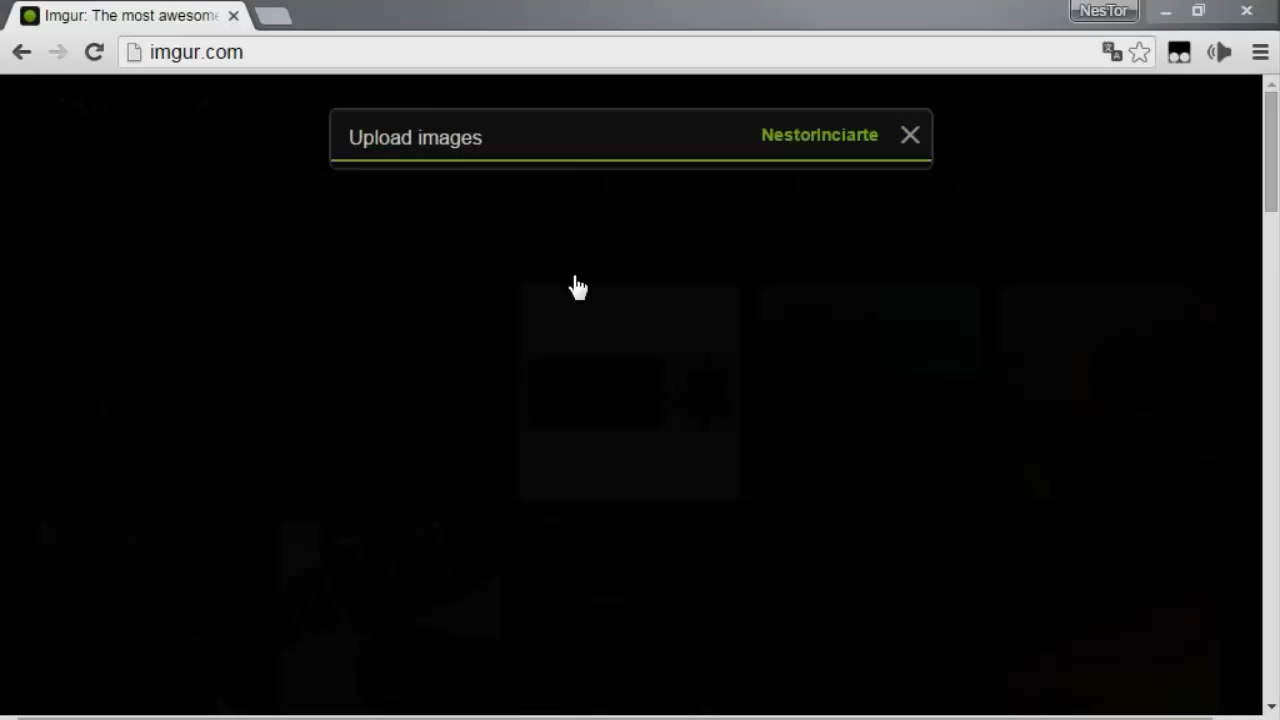 Imgur: The most awesome
NesTor
imgur.com
Upload images
NestorInciarte